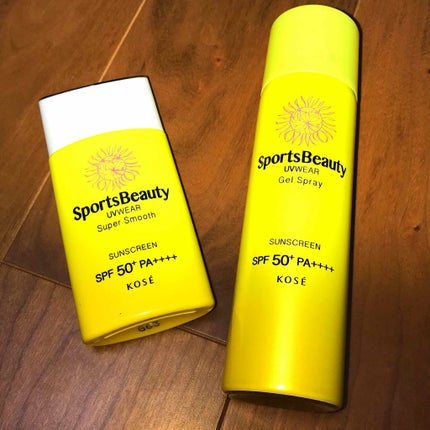 SportsBeauty
UVWEAR
Super Smooth
SUNSCREEN
SPF 50+ PA++++
KOSÉ
SportsBeauty
UVWEAR
Gel Spray
SUNSCREEN
SPF 50+ PA++++
KOSÉ